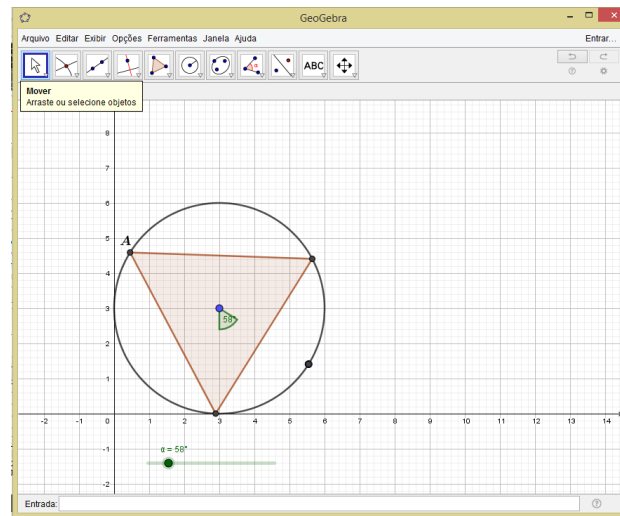 GeoGebra
Arquivo Editar Exibir Opções Ferramentas Janela Ajuda
Entrar...
ABC
α
Mover
Arraste ou selecione objetos
8
7
6
5
4
3
2
1
-1
-2
A
58°
-2 -1 0 1 2 3 4 5 6 7 8 9 10 11 12 13 14
α = 58°
Entrada: